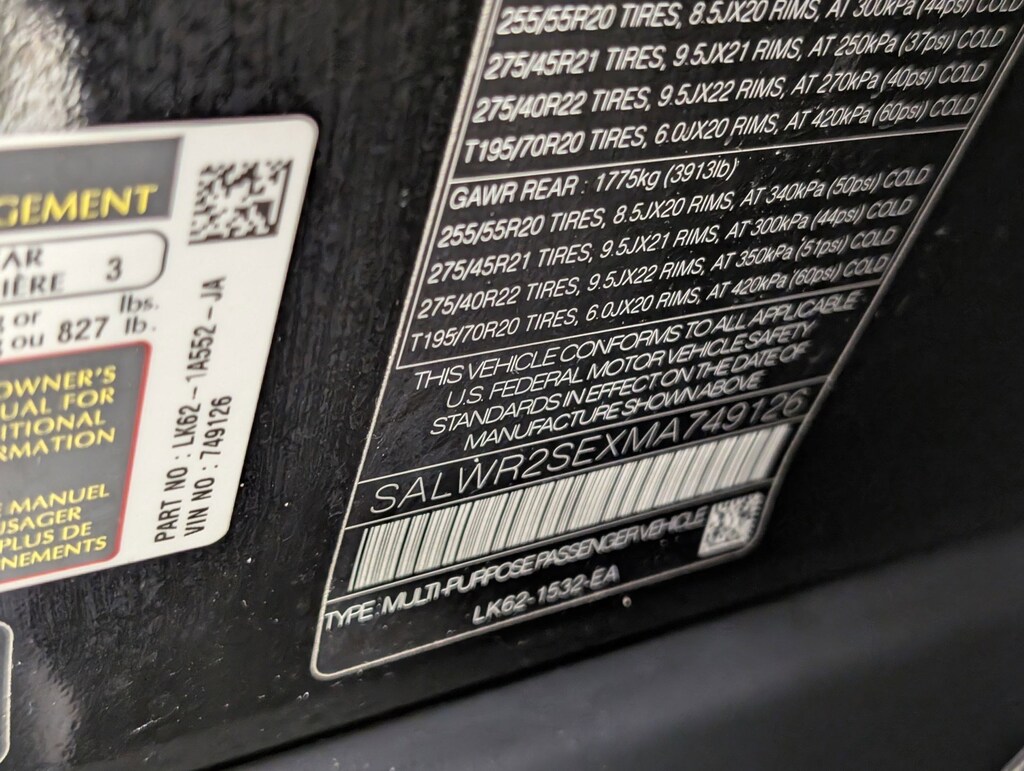 GEMENT
AR
IÈRE 3
or lbs.
ou 827 lb.
OWNER'S
UAL FOR
ITIONAL
RMATION
MANUEL
USAGER
PLUS DE
NEMENTS
PART NO : LK62-1A552-JA
VIN NO : 749126
255/55R20 TIRES, 8.5JX20 RIMS, AT 300kPa (44psi) COLD
275/45R21 TIRES, 9.5JX21 RIMS, AT 250kPa (37psi) COLD
275/40R22 TIRES, 9.5JX22 RIMS, AT 270kPa (40psi) COLD
T195/70R20 TIRES, 6.0JX20 RIMS, AT 420kPa (60psi) COLD
GAWR REAR : 1775kg (3913lb)
255/55R20 TIRES, 8.5JX20 RIMS, AT 340kPa (50psi) COLD
275/45R21 TIRES, 9.5JX21 RIMS, AT 300kPa (44psi) COLD
275/40R22 TIRES, 9.5JX22 RIMS, AT 350kPa (51psi) COLD
T195/70R20 TIRES, 6.0JX20 RIMS, AT 420kPa (60psi) COLD
THIS VEHICLE CONFORMS TO ALL APPLICABLE
U.S. FEDERAL MOTOR VEHICLE SAFETY
STANDARDS IN EFFECT ON THE DATE OF
MANUFACTURE SHOWN ABOVE
SALWR2SEXMA749126
TYPE : MULTI-PURPOSE PASSENGER VEHICLE
LK62-1532-EA